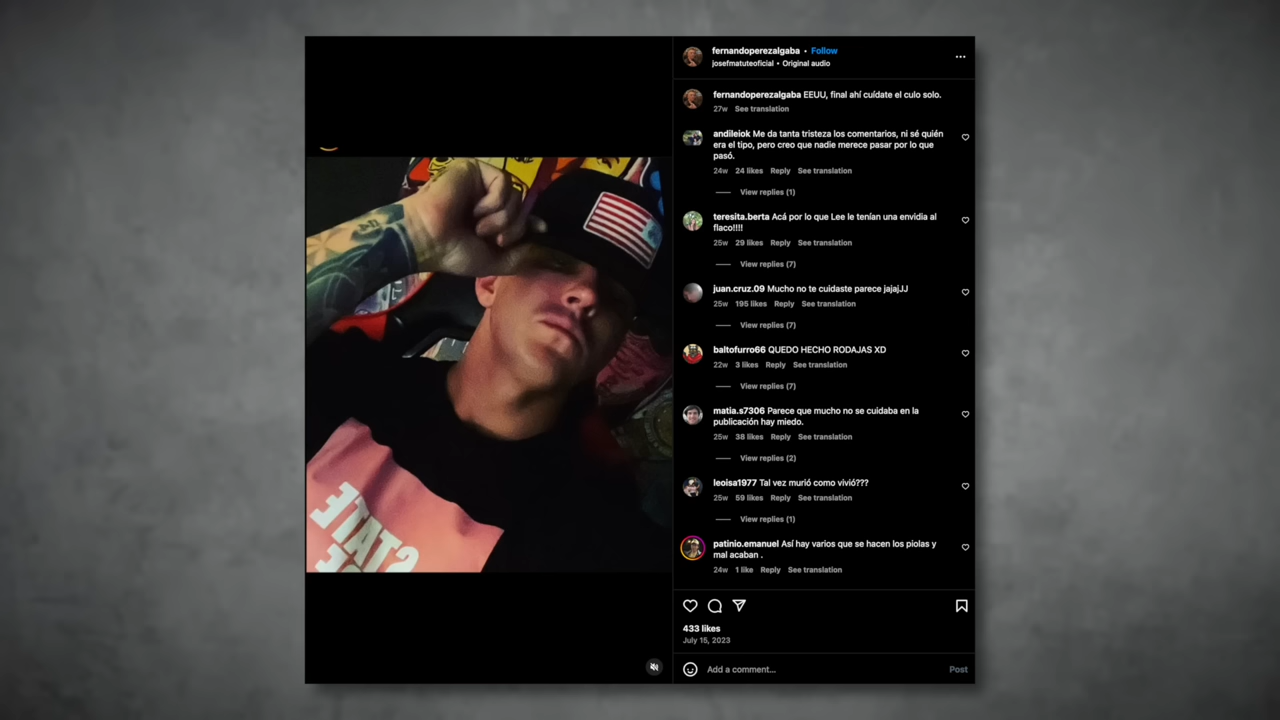 fernandoperezalgaba • Follow
josefmatuteoficial • Original audio
fernandoperezalgaba EEUU, final ahí cuídate el culo solo.
27w See translation
andileiok Me da tanta tristeza los comentarios, ni sé quién
era el tipo, pero creo que nadie merece pasar por lo que
pasó.
24w 24 likes Reply See translation
View replies (1)
teresita.berta Acá por lo que Lee le tenían una envidia al
flaco!!!!
25w 29 likes Reply See translation
View replies (7)
juan.cruz.09 Mucho no te cuidaste parece jajajJJ
25w 195 likes Reply See translation
View replies (7)
baltofurro66 QUEDO HECHO RODAJAS XD
22w 3 likes Reply See translation
View replies (7)
matia.s7306 Parece que mucho no se cuidaba en la
publicación hay miedo.
25w 38 likes Reply See translation
View replies (2)
leoisa1977 Tal vez murió como vivió???
25w 59 likes Reply See translation
View replies (1)
patinio.emanuel Así hay varios que se hacen los piolas y
mal acaban .
24w 1 like Reply See translation
433 likes
July 15, 2023
Add a comment... Post
STATE